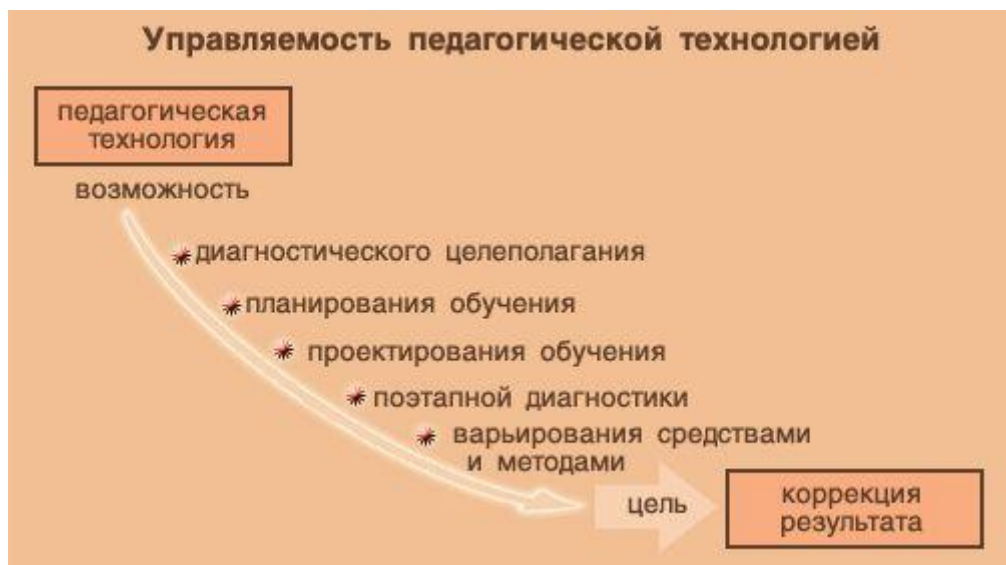 Управляемость педагогической технологией
педагогическая
технология
возможность
диагностического целеполагания
планирования обучения
проектирования обучения
поэтапной диагностики
варьирования средствами
и методами
цель
коррекция
результата